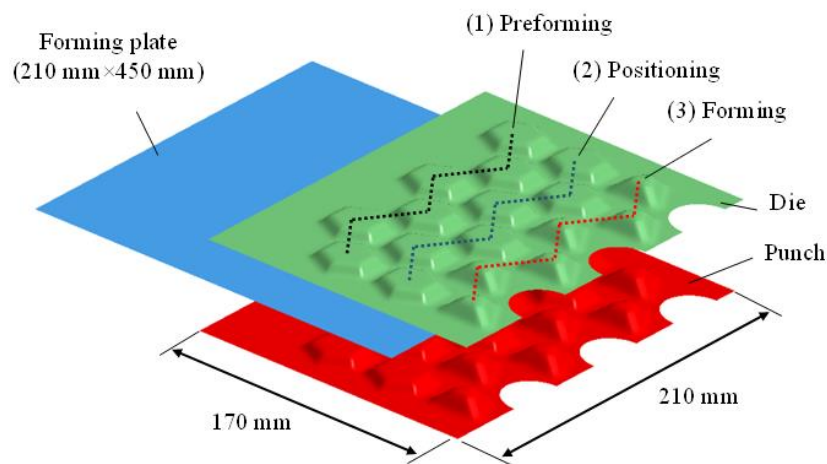 (1) Preforming
Forming plate
(210 mm×450 mm)
(2) Positioning
(3) Forming
Die
Punch
170 mm
210 mm